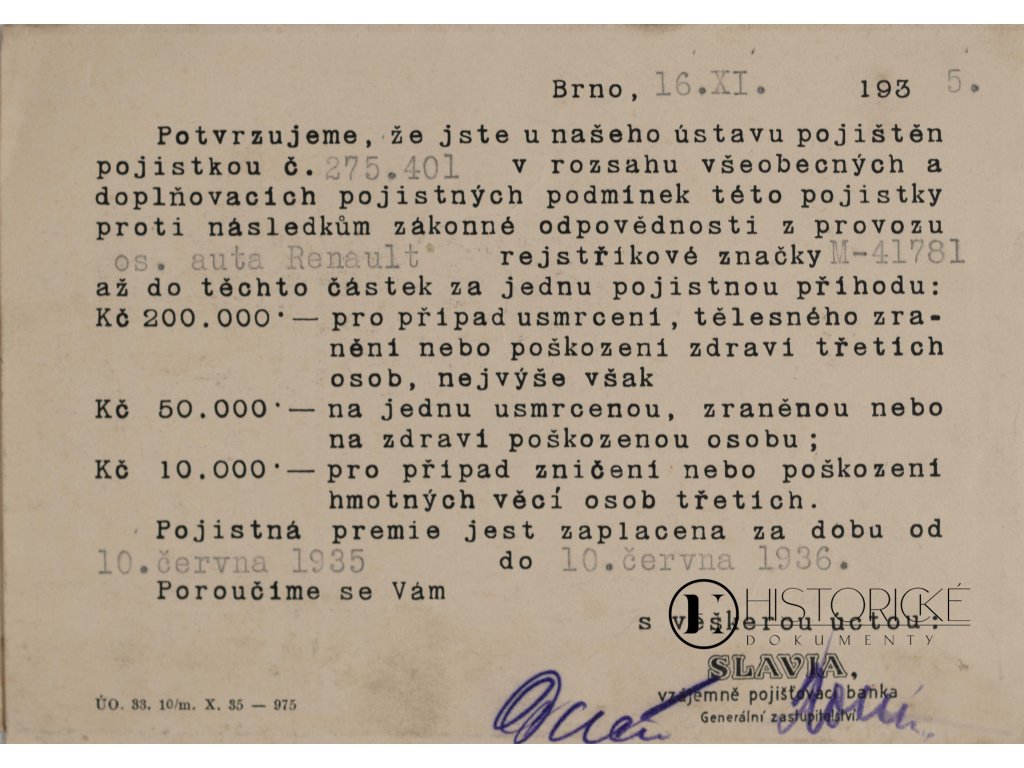 Brno, 16.XI. 193 5.
Potvrzujeme, že jste u našeho ústavu pojištěn
pojistkou č. 275.401 v rozsahu všeobecných a
doplňovacích pojistných podmínek této pojistky
proti následkům zákonné odpovědnosti z provozu
os. auta Renault rejstříkové značky M-41781
až do těchto částek za jednu pojistnou příhodu:
Kč 200.000·— pro případ usmrcení, tělesného zra-
nění nebo poškození zdraví třetích
osob, nejvýše však
Kč 50.000·— na jednu usmrcenou, zraněnou nebo
na zdraví poškozenou osobu;
Kč 10.000·— pro případ zničení nebo poškození
hmotných věcí osob třetích.
Pojistná premie jest zaplacena za dobu od
10.června 1935 do 10.června 1936.
Poroučíme se Vám
s veškerou úctou:
HISTORICKÉ
DOKUMENTY
SLAVIA,
vzájemně pojišťovací banka
Generální zastupitelství
ÚO. 33. 10/m. X. 35 — 975